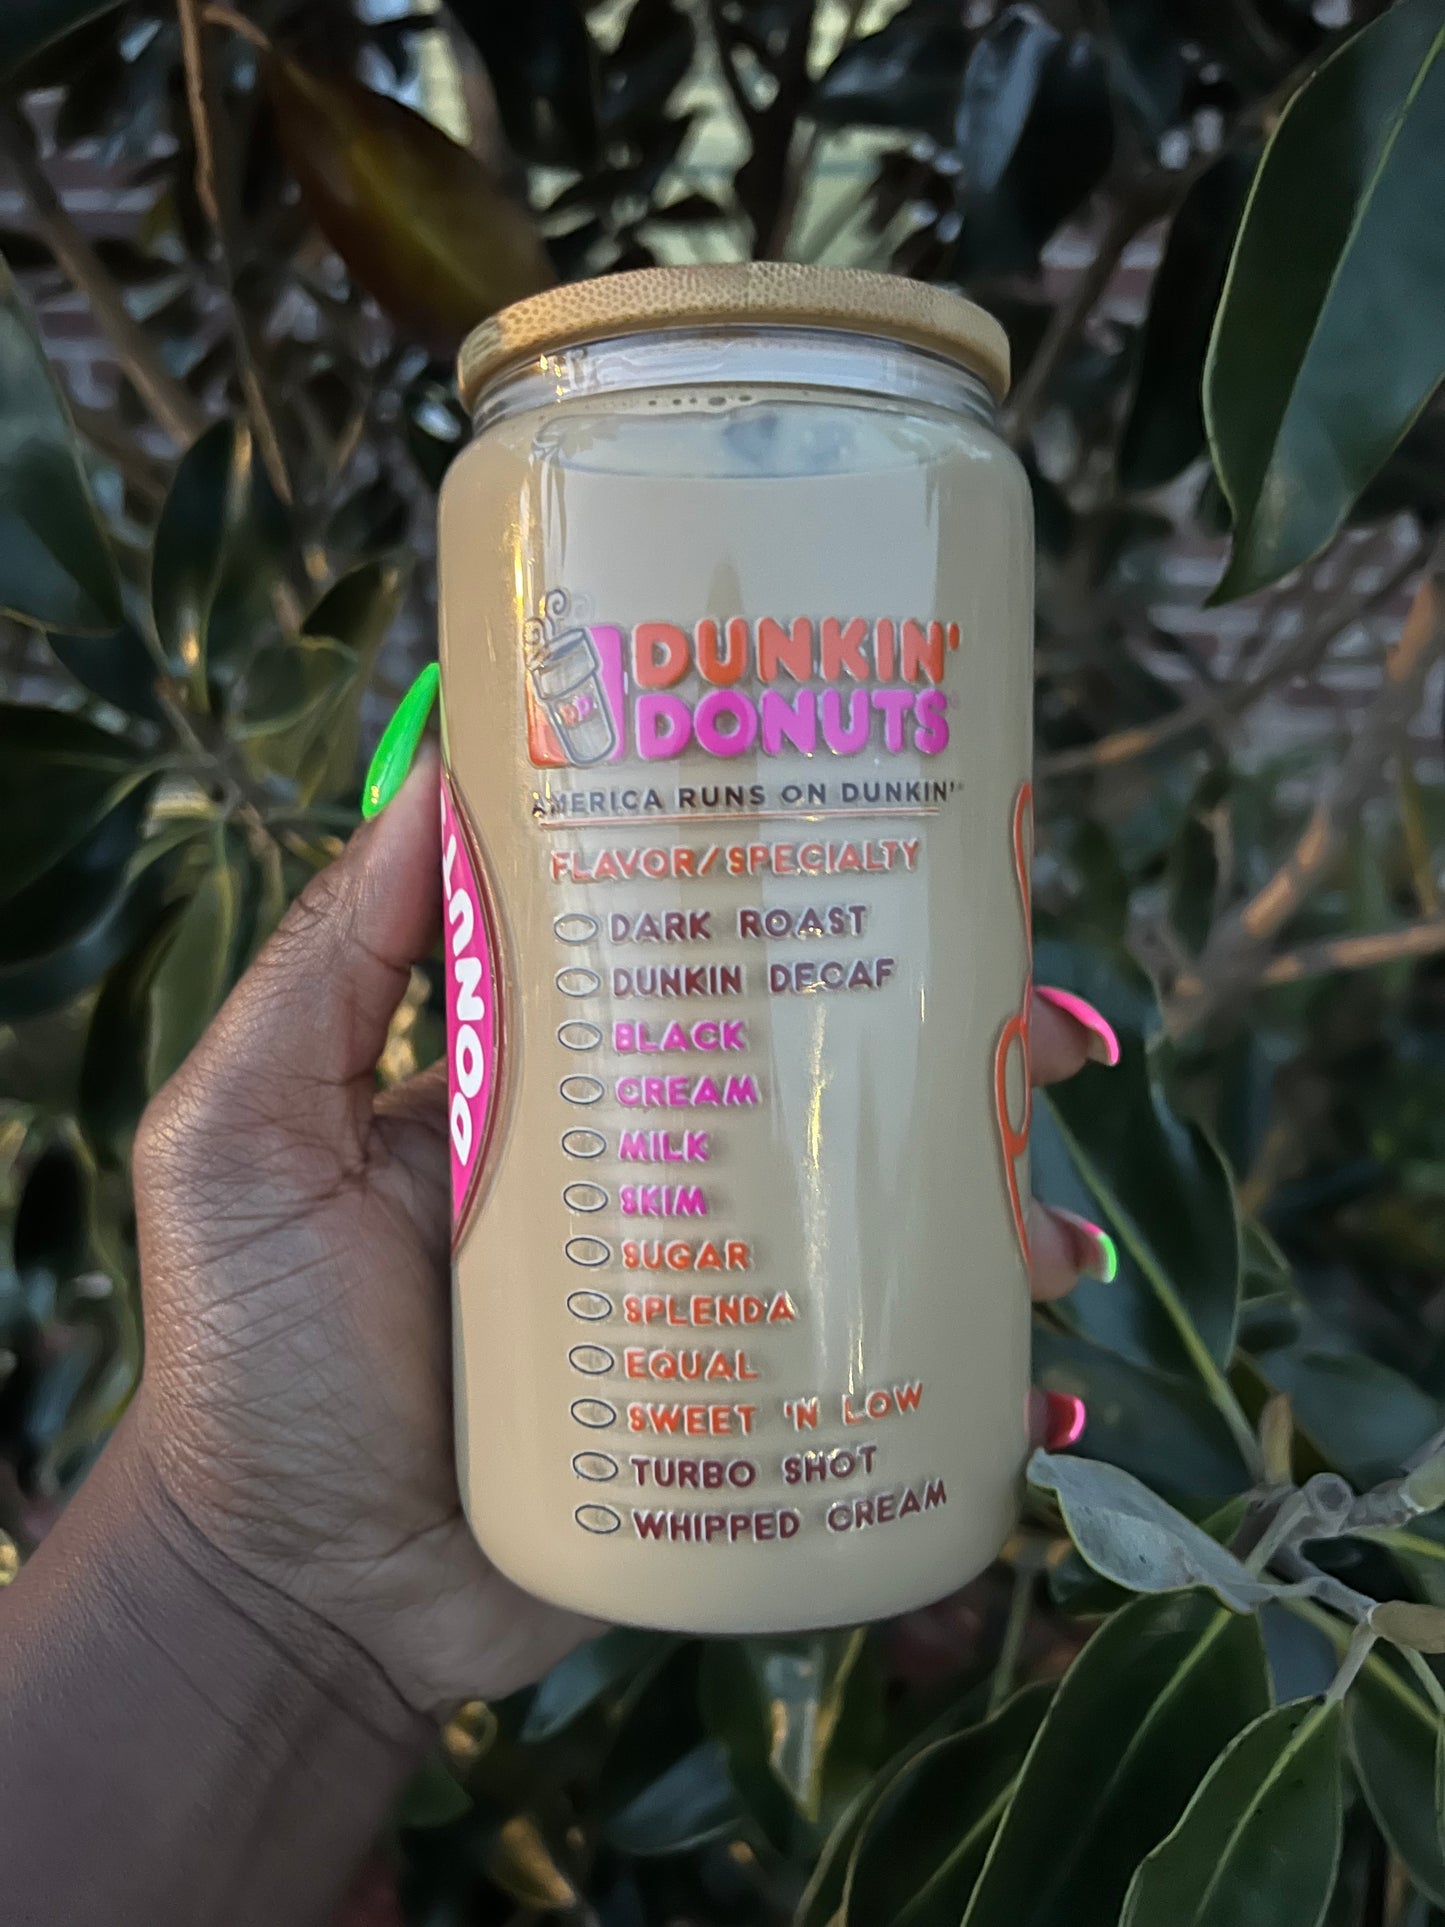 DUNKIN'
DONUTS
AMERICA RUNS ON DUNKIN'
FLAVOR/SPECIALTY
DARK ROAST
DUNKIN DECAF
BLACK
CREAM
MILK
SKIM
SUGAR
SPLENDA
EQUAL
SWEET 'N LOW
TURBO SHOT
WHIPPED CREAM
DONUTS